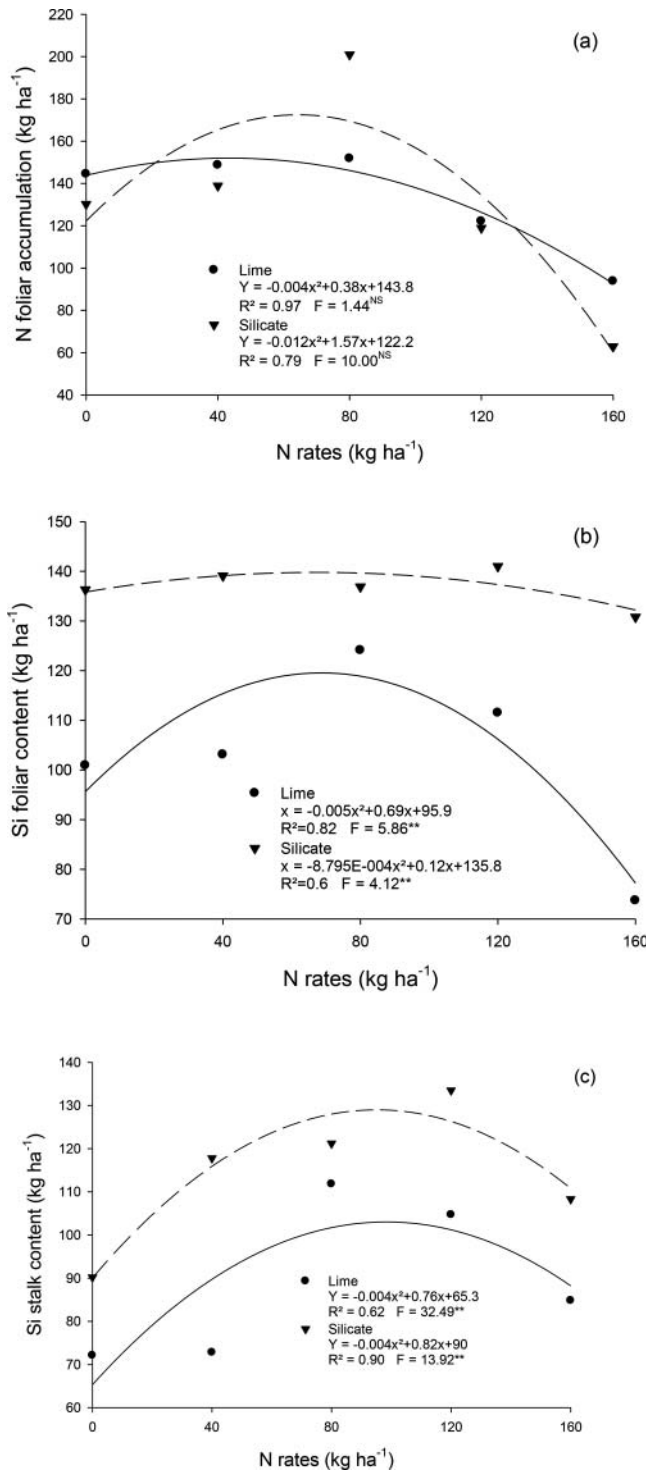 (a)
N foliar accumulation (kg ha⁻¹)
220
200
180
160
140
120
100
80
60
40
Lime
Y = -0.004x²+0.38x+143.8
R² = 0.97 F = 1.44ᴺˢ
Silicate
Y = -0.012x²+1.57x+122.2
R² = 0.79 F = 10.00ᴺˢ
0 40 80 120 160
N rates (kg ha⁻¹)
(b)
Si foliar content (kg ha⁻¹)
150
140
130
120
110
100
90
80
70
Lime
x = -0.005x²+0.69x+95.9
R²=0.82 F = 5.86**
Silicate
x = -8.795E-004x²+0.12x+135.8
R²=0.6 F = 4.12**
0 40 80 120 160
N rates (kg ha⁻¹)
(c)
Si stalk content (kg ha⁻¹)
140
130
120
110
100
90
80
70
60
Lime
Y = -0.004x²+0.76x+65.3
R² = 0.62 F = 32.49**
Silicate
Y = -0.004x²+0.82x+90
R² = 0.90 F = 13.92**
0 40 80 120 160
N rates (kg ha⁻¹)